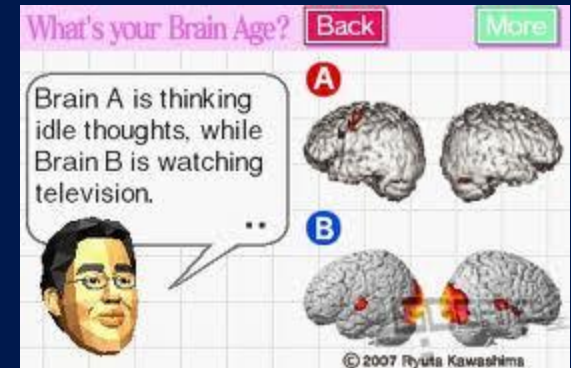 What's your Brain Age?
Back
More
Brain A is thinking
idle thoughts, while
Brain B is watching
television.
..
A
B
© 2007 Ryuta Kawashima